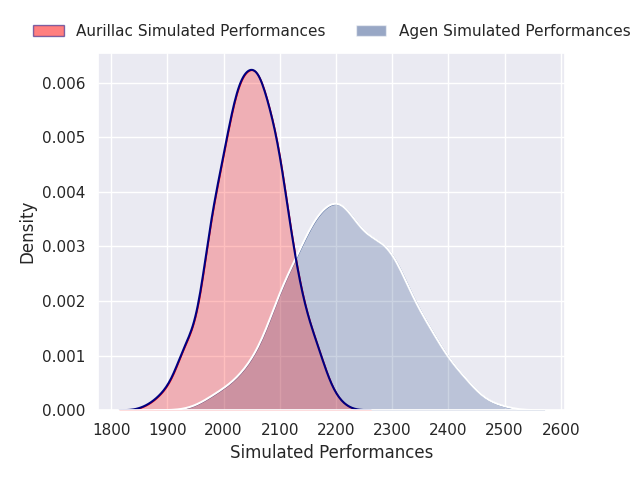 Aurillac Simulated Performances
Agen Simulated Performances
Density
0.006
0.005
0.004
0.003
0.002
0.001
0.000
1800 1900 2000 2100 2200 2300 2400 2500 2600
Simulated Performances